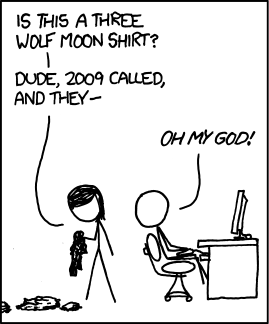 IS THIS A THREE
WOLF MOON SHIRT?
DUDE, 2009 CALLED,
AND THEY—
OH MY GOD!